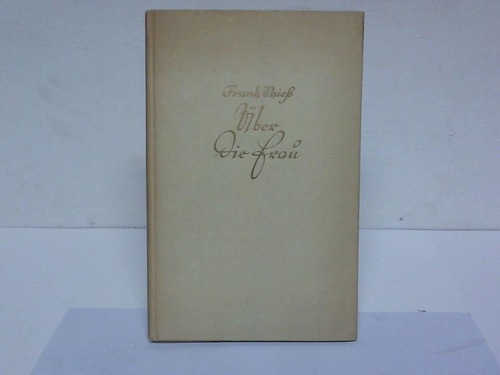 Frank Thieß
Über
Die Frau